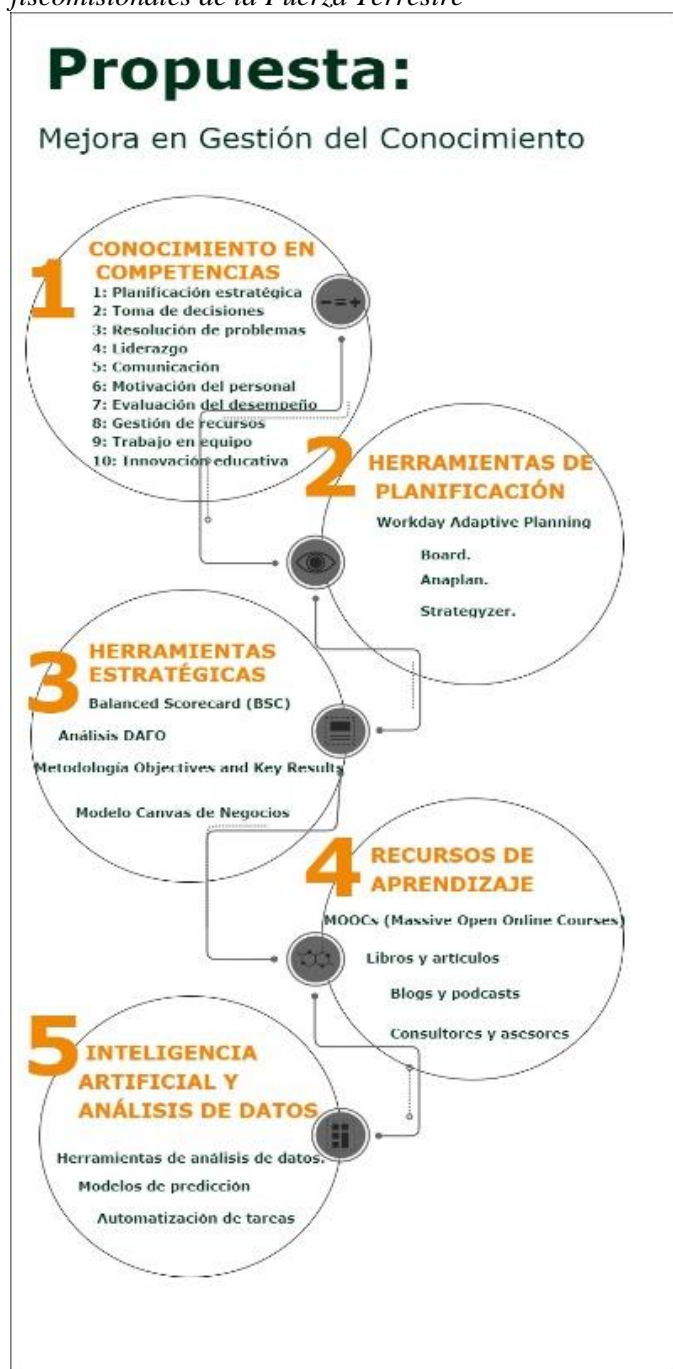 fiscomisionales de la Fuerza Terrestre
Propuesta:
Mejora en Gestión del Conocimiento
1
CONOCIMIENTO EN
COMPETENCIAS
1: Planificación estratégica
2: Toma de decisiones
3: Resolución de problemas
4: Liderazgo
5: Comunicación
6: Motivación del personal
7: Evaluación del desempeño
8: Gestión de recursos
9: Trabajo en equipo
10: Innovación educativa
2
HERRAMIENTAS DE
PLANIFICACIÓN
Workday Adaptive Planning
Board.
Anaplan.
Strategyzer.
3
HERRAMIENTAS
ESTRATÉGICAS
Balanced Scorecard (BSC)
Análisis DAFO
Metodología Objectives and Key Results
Modelo Canvas de Negocios
4
RECURSOS DE
APRENDIZAJE
MOOCs (Massive Open Online Courses)
Libros y artículos
Blogs y podcasts
Consultores y asesores
5
INTELIGENCIA
ARTIFICIAL Y
ANÁLISIS DE DATOS
Herramientas de análisis de datos.
Modelos de predicción
Automatización de tareas